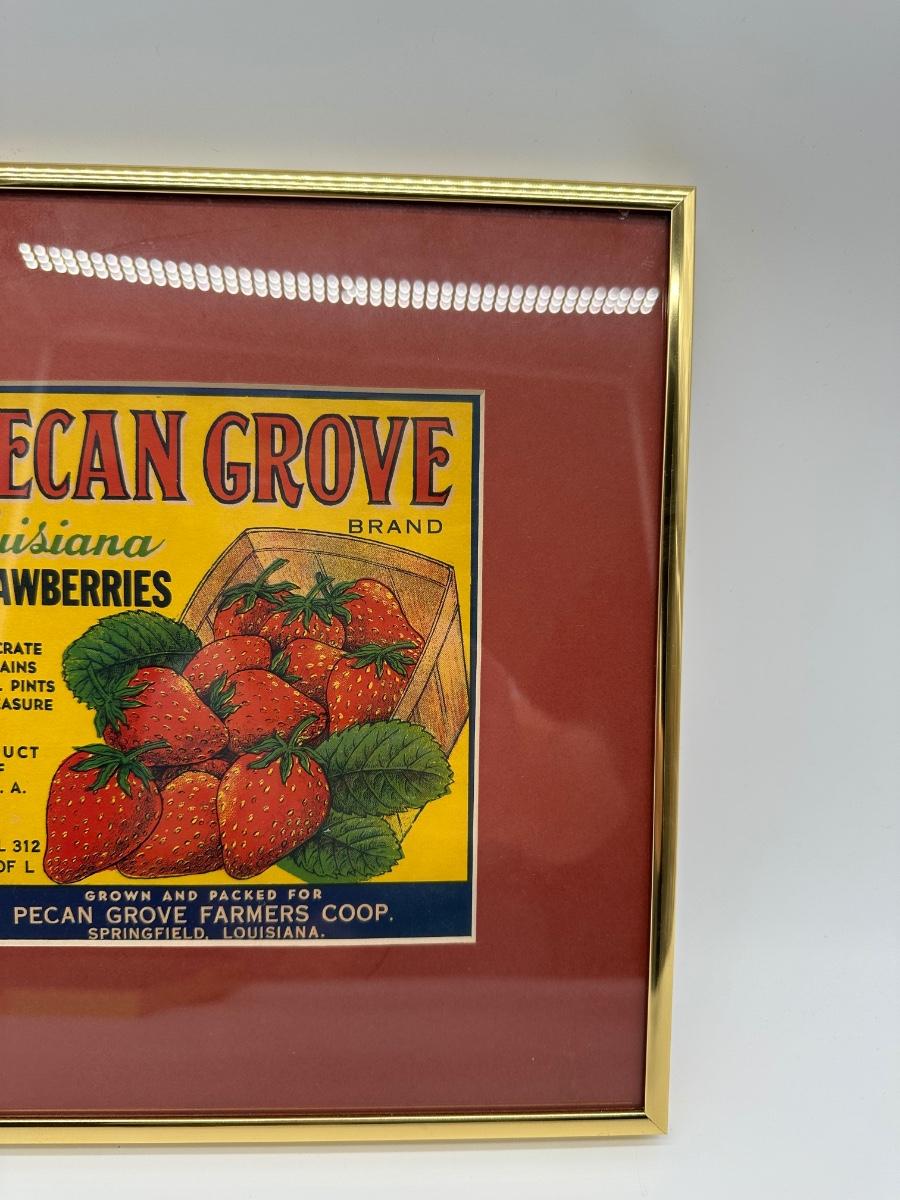 ECAN GROVE
BRAND
uisiana
AWBERRIES
CRATE
AINS
. PINTS
EASURE
UCT
F
. A.
L 312
OF L
GROWN AND PACKED FOR
PECAN GROVE FARMERS COOP.
SPRINGFIELD, LOUISIANA.